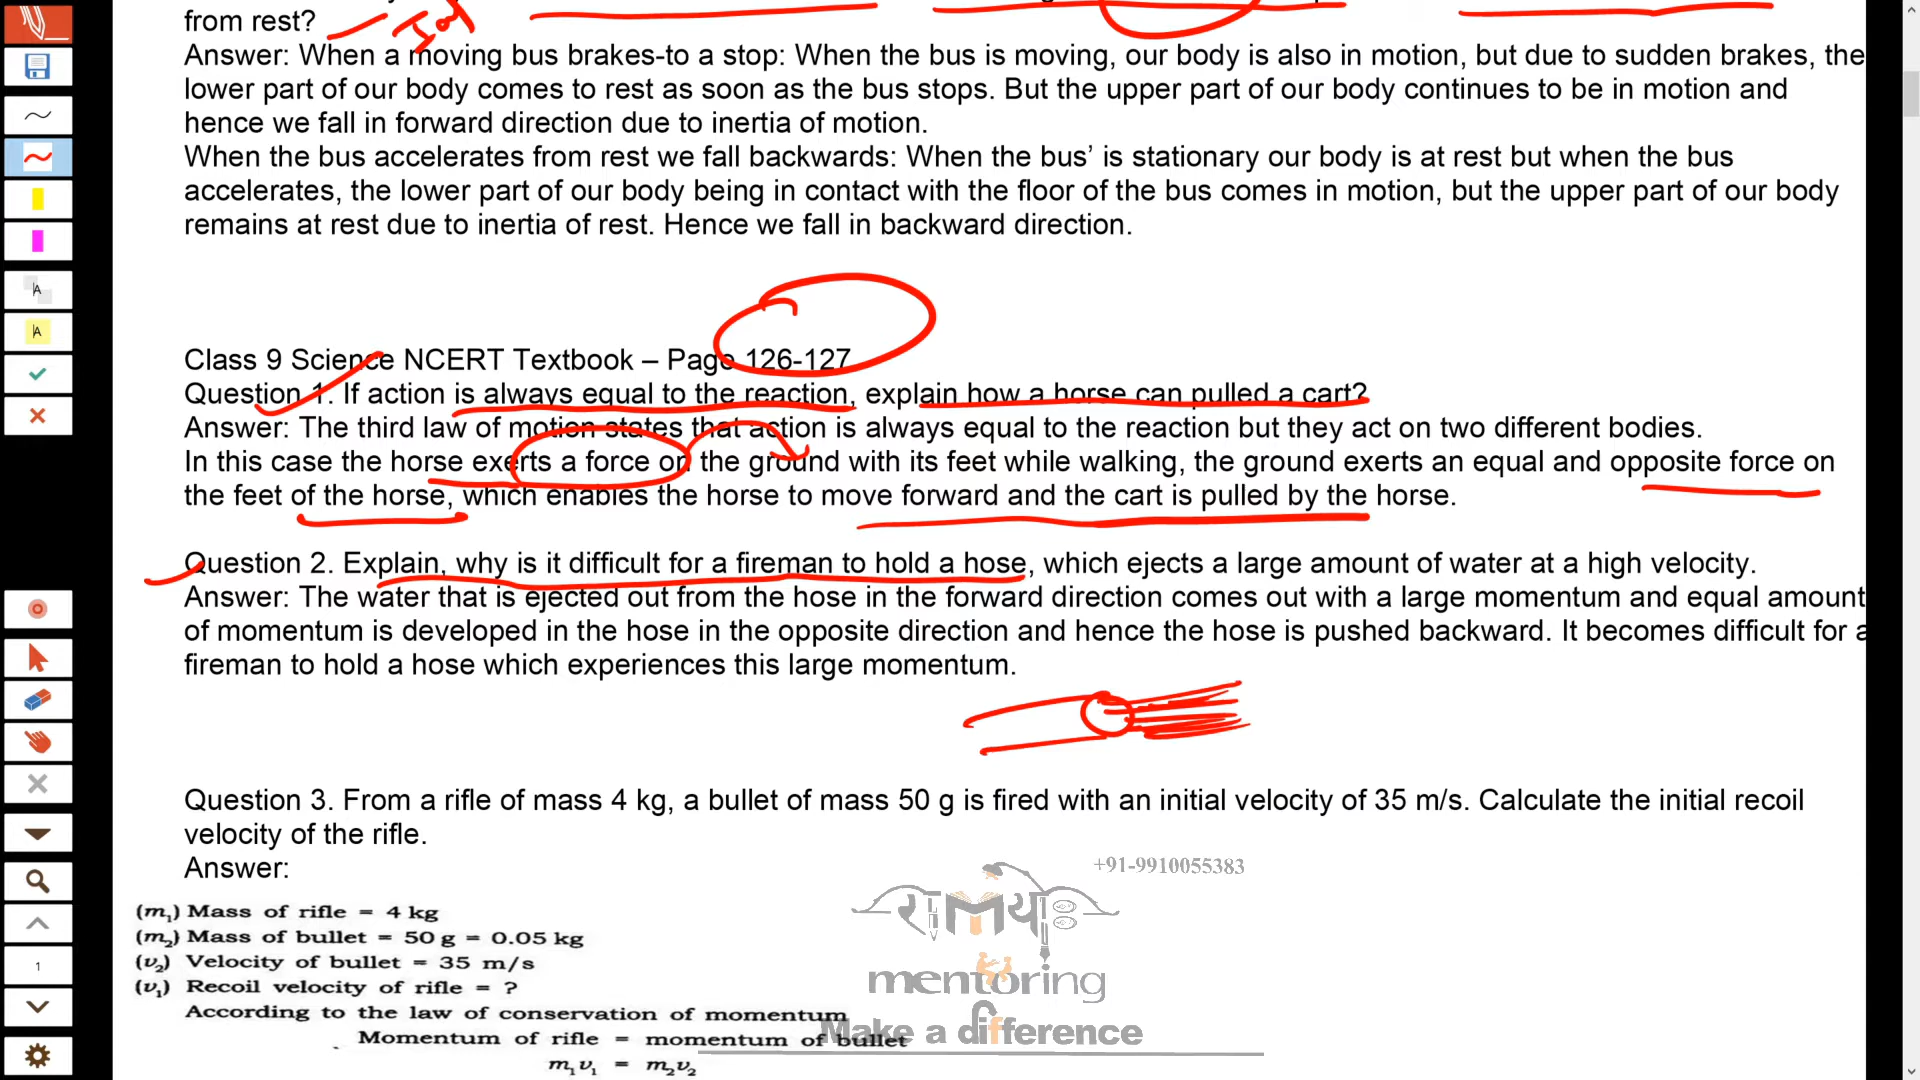 from rest?
Answer: When a moving bus brakes-to a stop: When the bus is moving, our body is also in motion, but due to sudden brakes, the
lower part of our body comes to rest as soon as the bus stops. But the upper part of our body continues to be in motion and
hence we fall in forward direction due to inertia of motion.
When the bus accelerates from rest we fall backwards: When the bus’ is stationary our body is at rest but when the bus
accelerates, the lower part of our body being in contact with the floor of the bus comes in motion, but the upper part of our body
remains at rest due to inertia of rest. Hence we fall in backward direction.
Class 9 Science NCERT Textbook – Page 126-127
Question 1. If action is always equal to the reaction, explain how a horse can pulled a cart?
Answer: The third law of motion states that action is always equal to the reaction but they act on two different bodies.
In this case the horse exerts a force on the ground with its feet while walking, the ground exerts an equal and opposite force on
the feet of the horse, which enables the horse to move forward and the cart is pulled by the horse.
Question 2. Explain, why is it difficult for a fireman to hold a hose, which ejects a large amount of water at a high velocity.
Answer: The water that is ejected out from the hose in the forward direction comes out with a large momentum and equal amount
of momentum is developed in the hose in the opposite direction and hence the hose is pushed backward. It becomes difficult for a
fireman to hold a hose which experiences this large momentum.
Question 3. From a rifle of mass 4 kg, a bullet of mass 50 g is fired with an initial velocity of 35 m/s. Calculate the initial recoil
velocity of the rifle.
Answer:
+91-9910055383
(m₁) Mass of rifle = 4 kg
(m₂) Mass of bullet = 50 g = 0.05 kg
(v₂) Velocity of bullet = 35 m/s
(v₁) Recoil velocity of rifle = ?
According to the law of conservation of momentum
Momentum of rifle = momentum of bullet
m₁v₁ = m₂v₂
mentoring
Make a difference
A
A
1